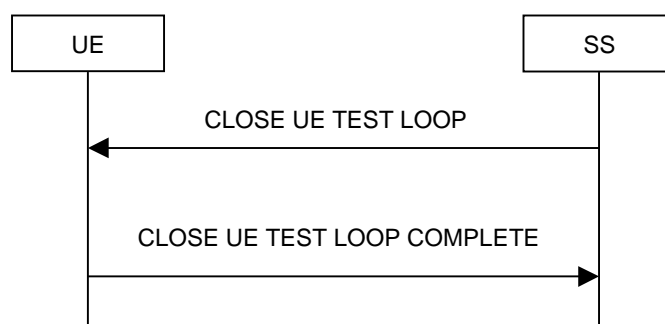 UE
SS
CLOSE UE TEST LOOP
CLOSE UE TEST LOOP COMPLETE